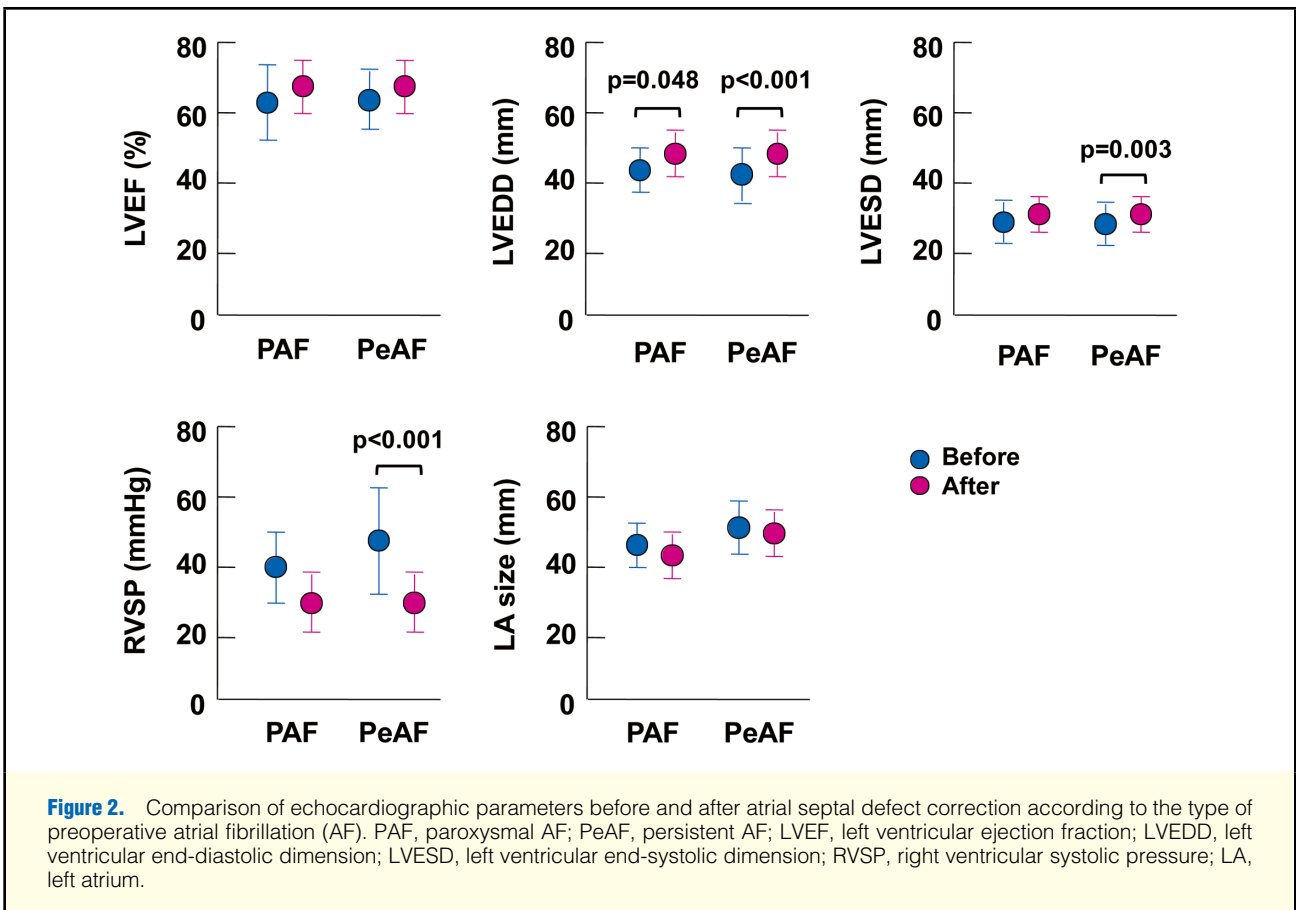 80
60
40
20
0
LVEF (%)
PAF PeAF
80
60
40
20
0
LVEDD (mm)
p=0.048 p<0.001
PAF PeAF
80
60
40
20
0
LVESD (mm)
p=0.003
PAF PeAF
80
60
40
20
0
RVSP (mmHg)
p<0.001
PAF PeAF
80
60
40
20
0
LA size (mm)
PAF PeAF
Before
After
Figure 2. Comparison of echocardiographic parameters before and after atrial septal defect correction according to the type of
preoperative atrial fibrillation (AF). PAF, paroxysmal AF; PeAF, persistent AF; LVEF, left ventricular ejection fraction; LVEDD, left
ventricular end-diastolic dimension; LVESD, left ventricular end-systolic dimension; RVSP, right ventricular systolic pressure; LA,
left atrium.